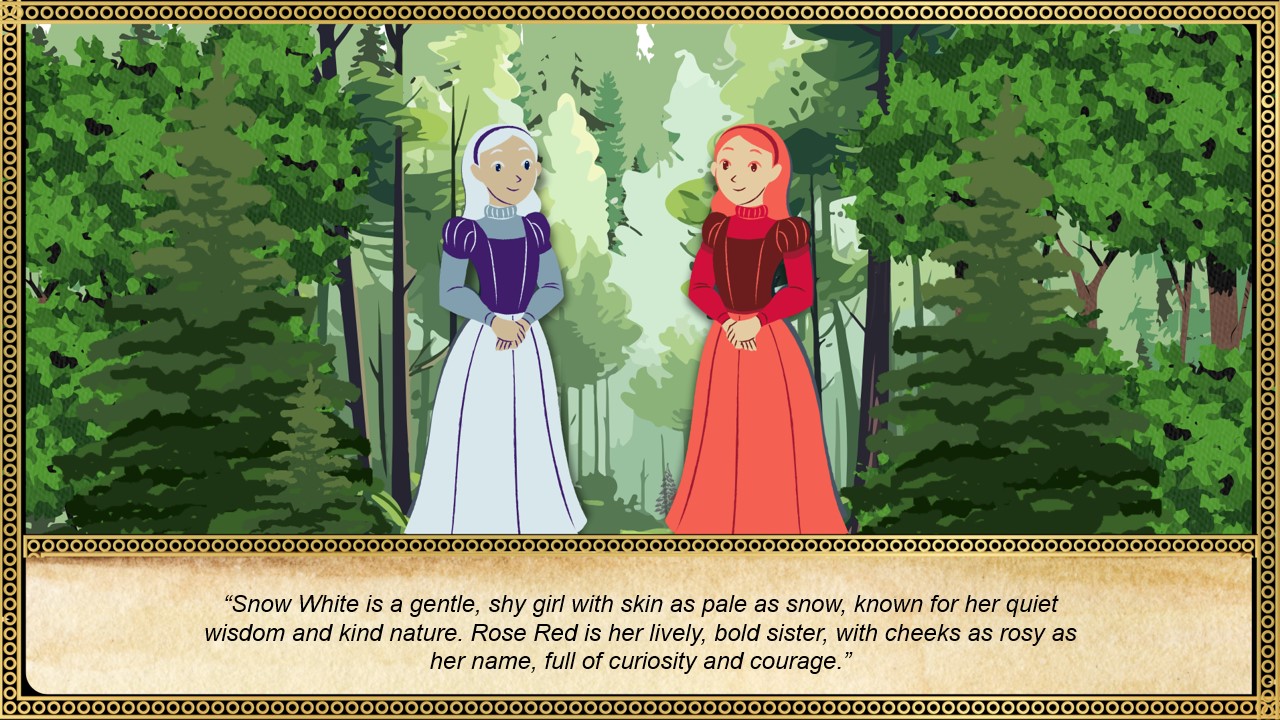 “Snow White is a gentle, shy girl with skin as pale as snow, known for her quiet
wisdom and kind nature. Rose Red is her lively, bold sister, with cheeks as rosy as
her name, full of curiosity and courage.”